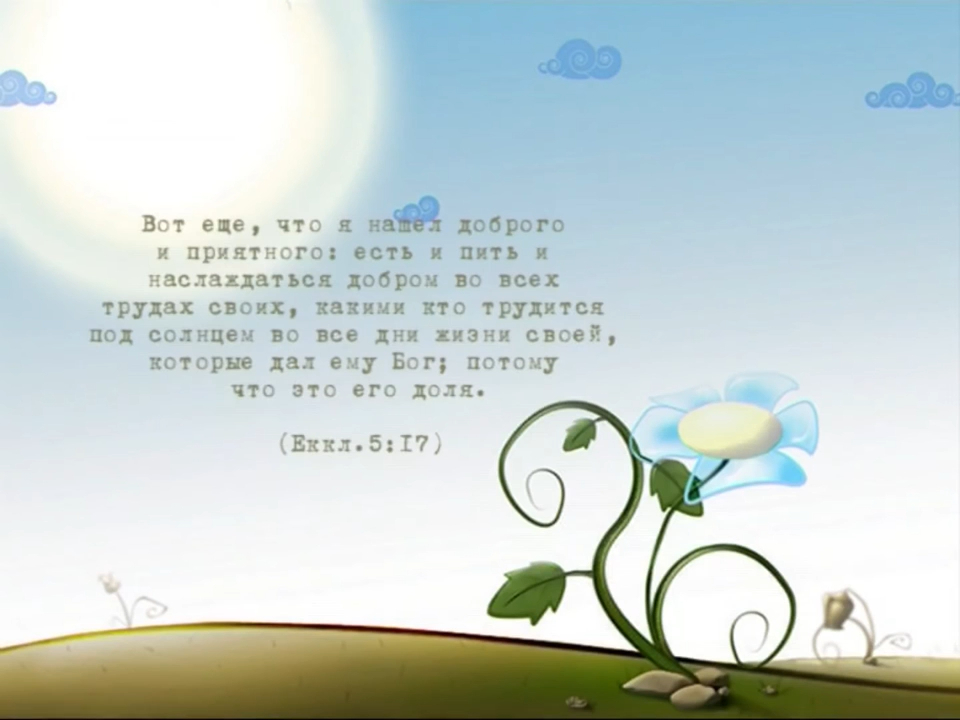 Вот еще, что я нашел доброго
и приятного: есть и пить и
наслаждаться добром во всех
трудах своих, какими кто трудится
под солнцем во все дни жизни своей,
которые дал ему Бог; потому
что это его доля.
(Еккл.5:17)